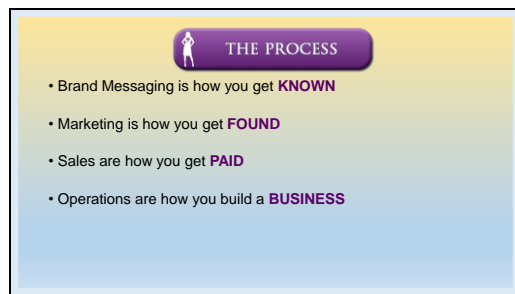 THE PROCESS
• Brand Messaging is how you get KNOWN
• Marketing is how you get FOUND
• Sales are how you get PAID
• Operations are how you build a BUSINESS